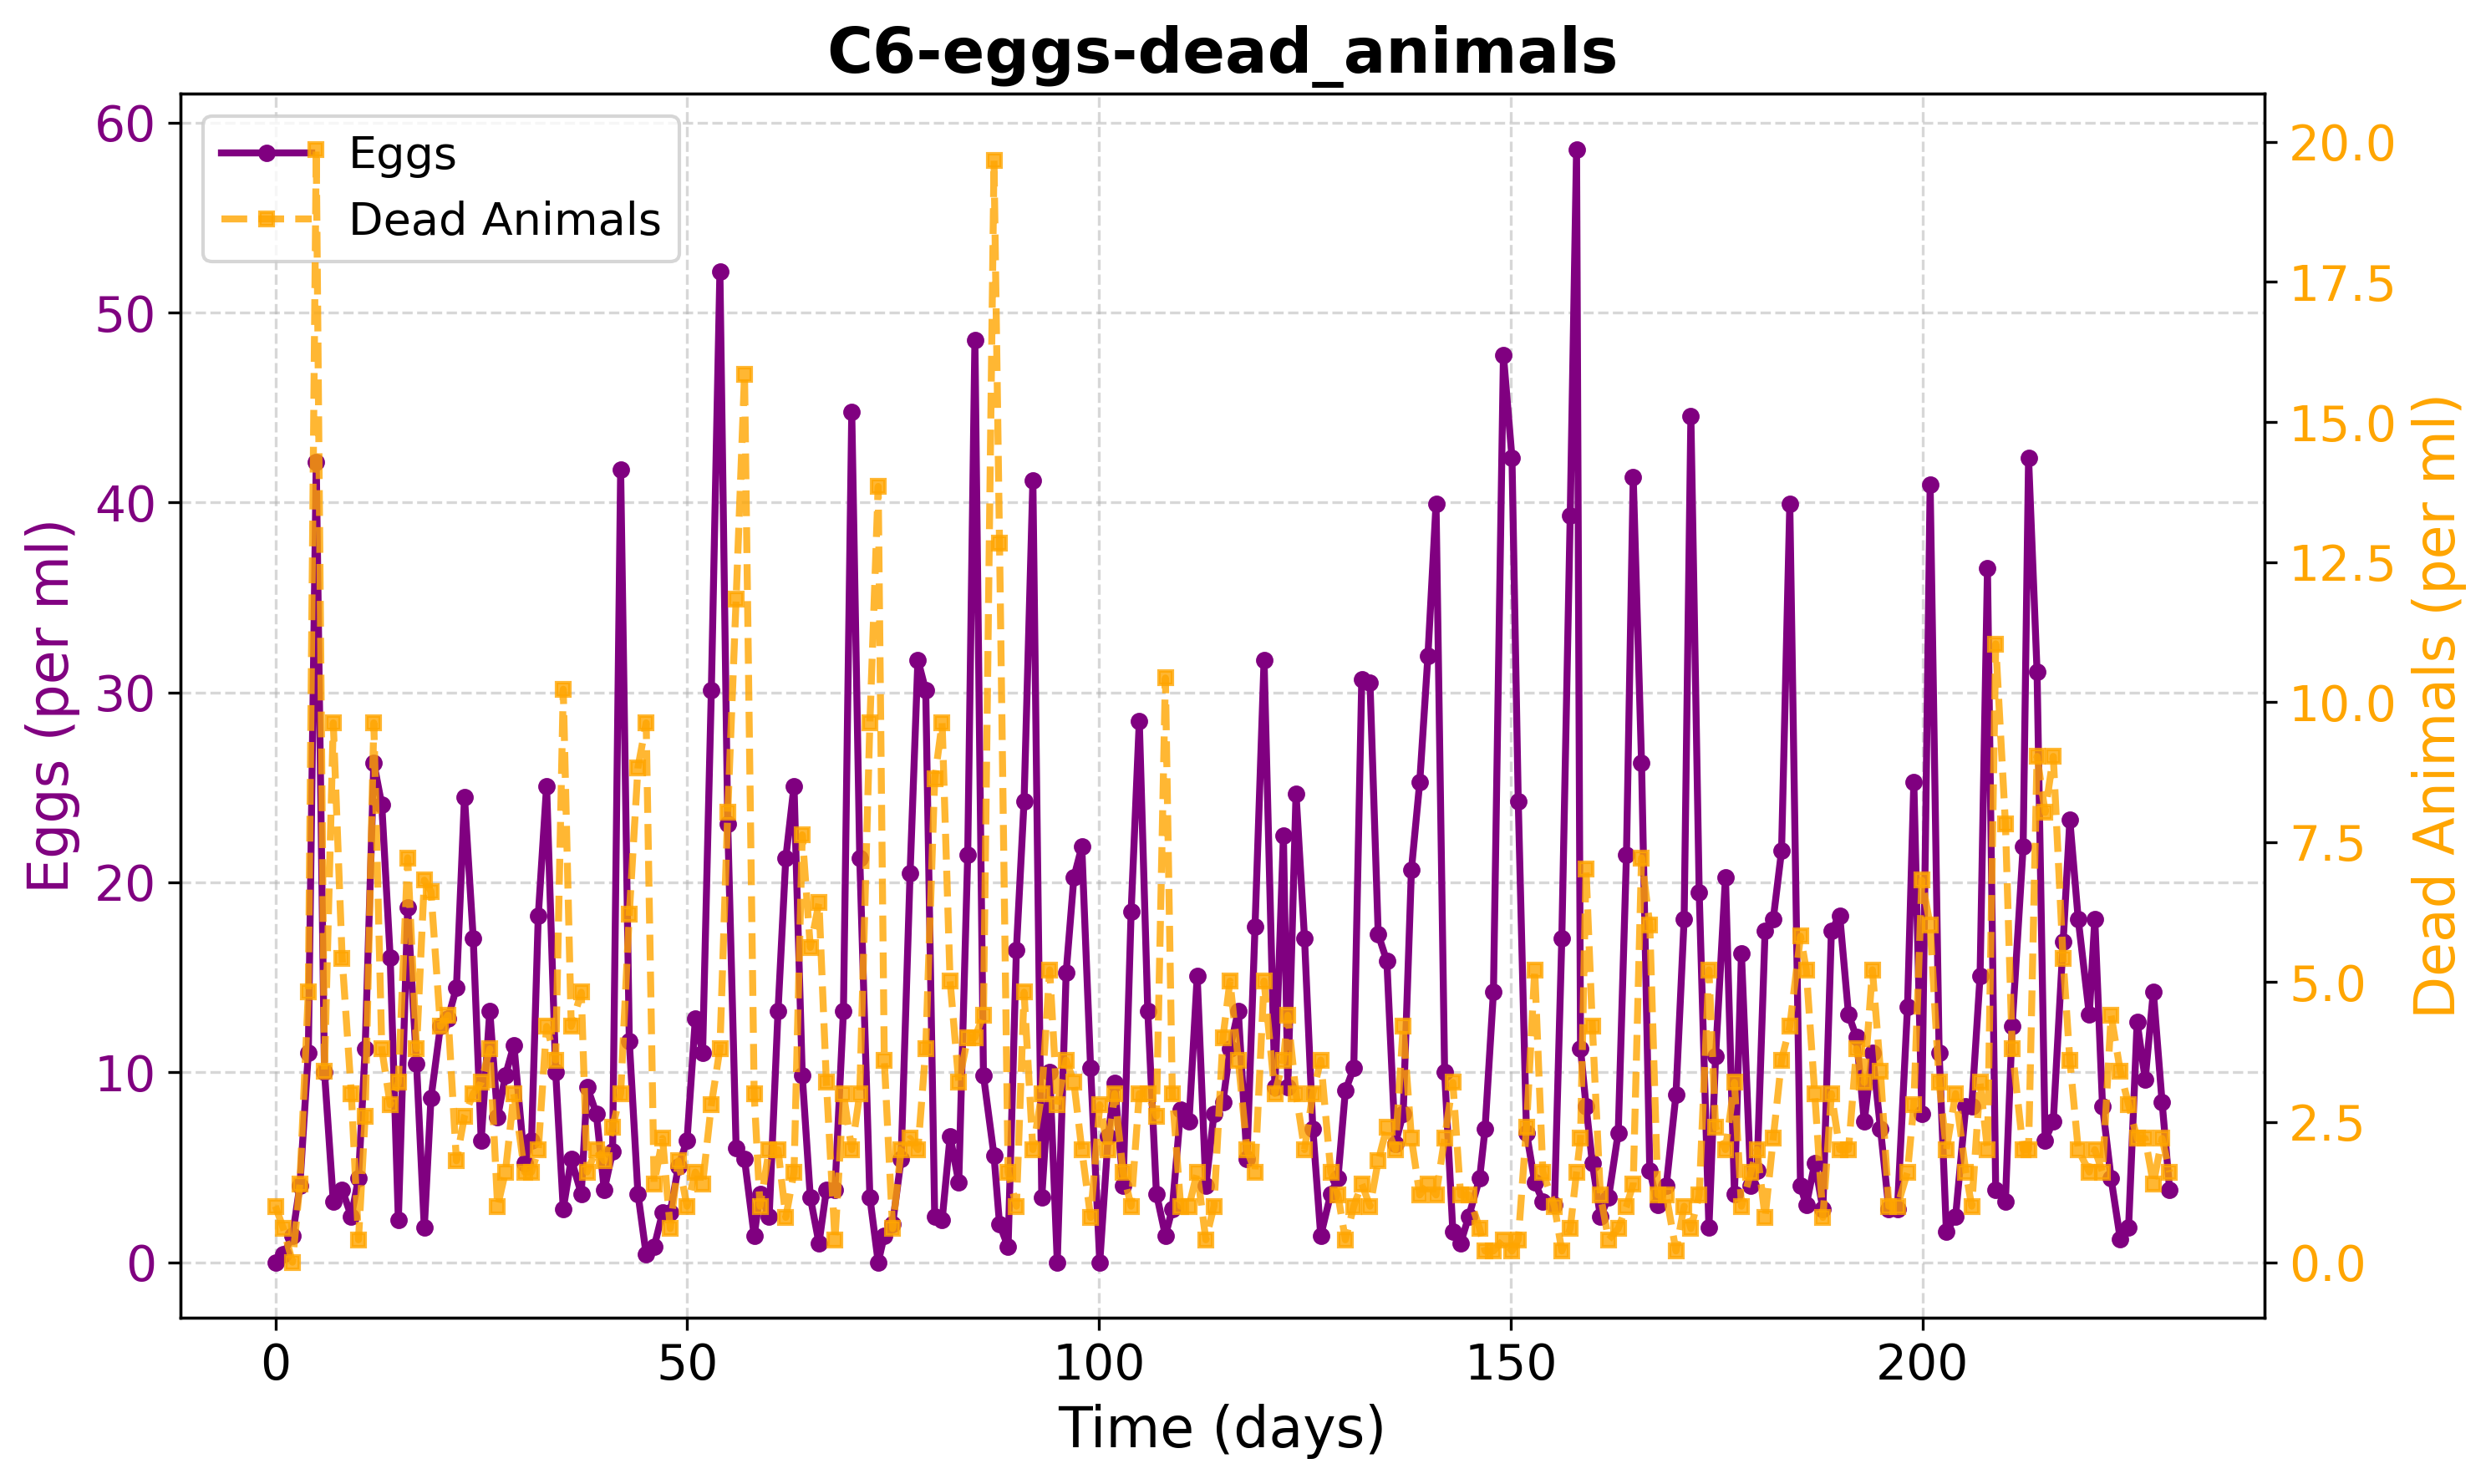 C6-eggs-dead_animals
Eggs
Dead Animals
Eggs (per ml)
60
50
40
30
20
10
0
20.0
17.5
15.0
12.5
10.0
7.5
5.0
2.5
0.0
Dead Animals (per ml)
0 50 100 150 200
Time (days)